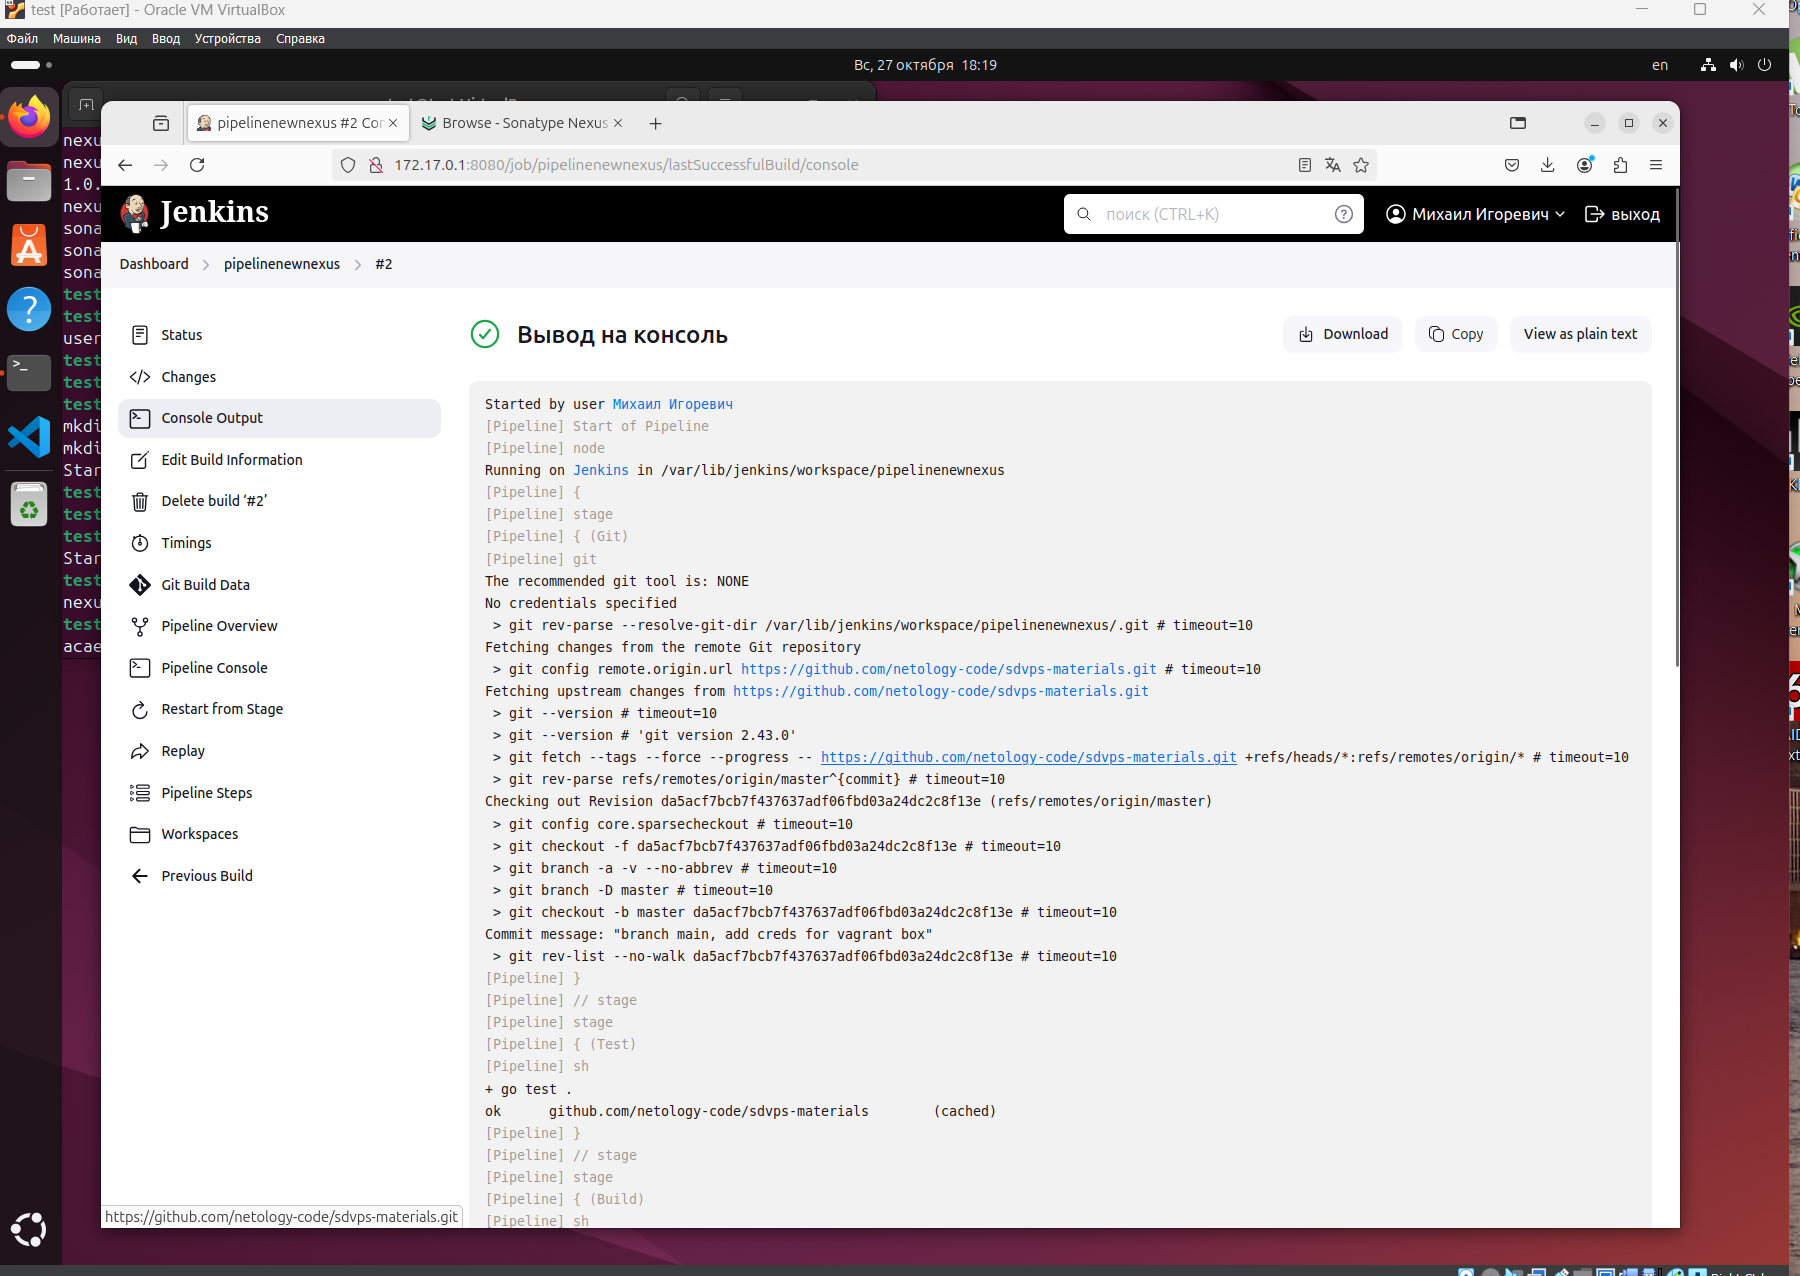 test [Работает] - Oracle VM VirtualBox
Файл Машина Вид Ввод Устройства Справка
Вс, 27 октября 18:19
en
pipelinenewnexus #2 Con
Browse - Sonatype Nexus
172.17.0.1:8080/job/pipelinenewnexus/lastSuccessfulBuild/console
Jenkins
поиск (CTRL+K)
Михаил Игоревич
выход
Dashboard
pipelinenewnexus
#2
Status
Changes
Console Output
Edit Build Information
Delete build ‘#2’
Timings
Git Build Data
Pipeline Overview
Pipeline Console
Restart from Stage
Replay
Pipeline Steps
Workspaces
Previous Build
Вывод на консоль
Download
Copy
View as plain text
Started by user Михаил Игоревич
[Pipeline] Start of Pipeline
[Pipeline] node
Running on Jenkins in /var/lib/jenkins/workspace/pipelinenewnexus
[Pipeline] {
[Pipeline] stage
[Pipeline] { (Git)
[Pipeline] git
The recommended git tool is: NONE
No credentials specified
> git rev-parse --resolve-git-dir /var/lib/jenkins/workspace/pipelinenewnexus/.git # timeout=10
Fetching changes from the remote Git repository
> git config remote.origin.url https://github.com/netology-code/sdvps-materials.git # timeout=10
Fetching upstream changes from https://github.com/netology-code/sdvps-materials.git
> git --version # timeout=10
> git --version # 'git version 2.43.0'
> git fetch --tags --force --progress -- https://github.com/netology-code/sdvps-materials.git +refs/heads/*:refs/remotes/origin/* # timeout=10
> git rev-parse refs/remotes/origin/master^{commit} # timeout=10
Checking out Revision da5acf7bcb7f437637adf06fbd03a24dc2c8f13e (refs/remotes/origin/master)
> git config core.sparsecheckout # timeout=10
> git checkout -f da5acf7bcb7f437637adf06fbd03a24dc2c8f13e # timeout=10
> git branch -a -v --no-abbrev # timeout=10
> git branch -D master # timeout=10
> git checkout -b master da5acf7bcb7f437637adf06fbd03a24dc2c8f13e # timeout=10
Commit message: "branch main, add creds for vagrant box"
> git rev-list --no-walk da5acf7bcb7f437637adf06fbd03a24dc2c8f13e # timeout=10
[Pipeline] }
[Pipeline] // stage
[Pipeline] stage
[Pipeline] { (Test)
[Pipeline] sh
+ go test .
ok github.com/netology-code/sdvps-materials (cached)
[Pipeline] }
[Pipeline] // stage
[Pipeline] stage
[Pipeline] { (Build)
[Pipeline] sh
https://github.com/netology-code/sdvps-materials.git
nexu
nexu
1.0.
nexu
sona
sona
sona
test
test
user
test
test
test
mkdi
mkdi
Star
test
test
test
Star
test
nexu
test
acae